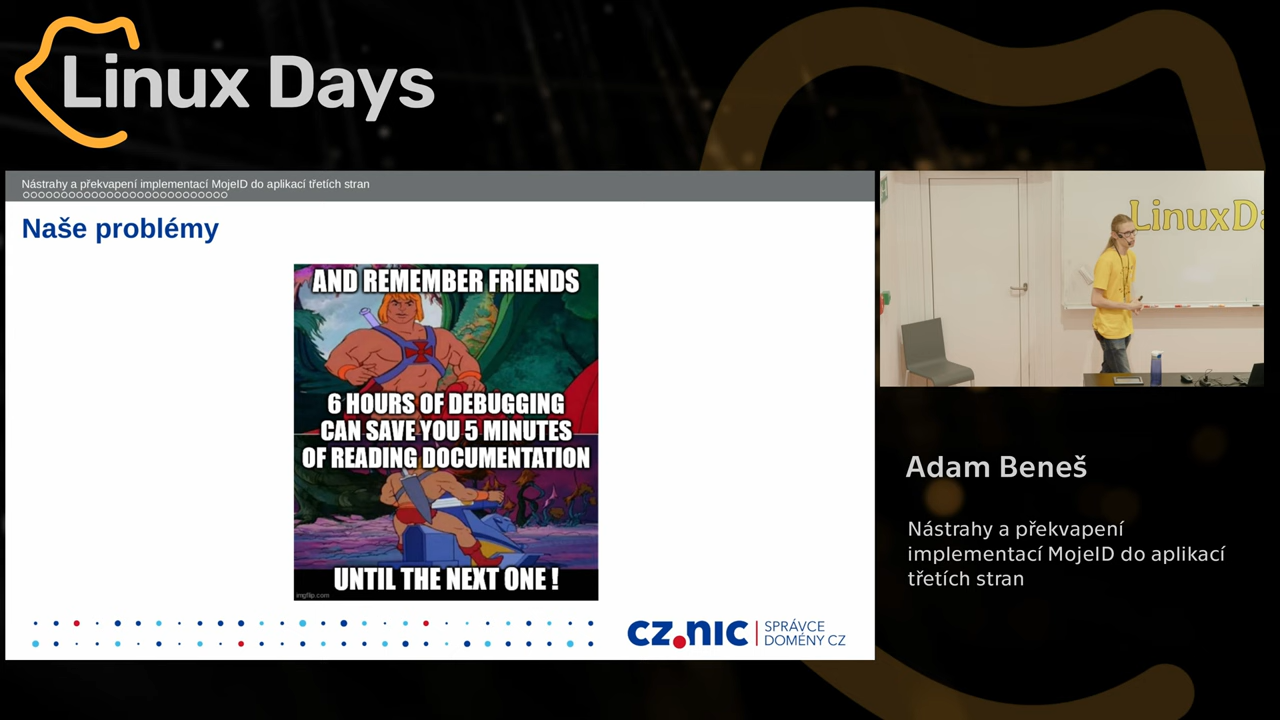 Linux Days
Nástrahy a překvapení implementací MojeID do aplikací třetích stran
Naše problémy
AND REMEMBER FRIENDS
6 HOURS OF DEBUGGING
CAN SAVE YOU 5 MINUTES
OF READING DOCUMENTATION
UNTIL THE NEXT ONE !
imgflip.com
CZ.NIC
SPRÁVCE
DOMÉNY CZ
LinuxDa
Adam Beneš
Nástrahy a překvapení
implementací MojeID do aplikací
třetích stran